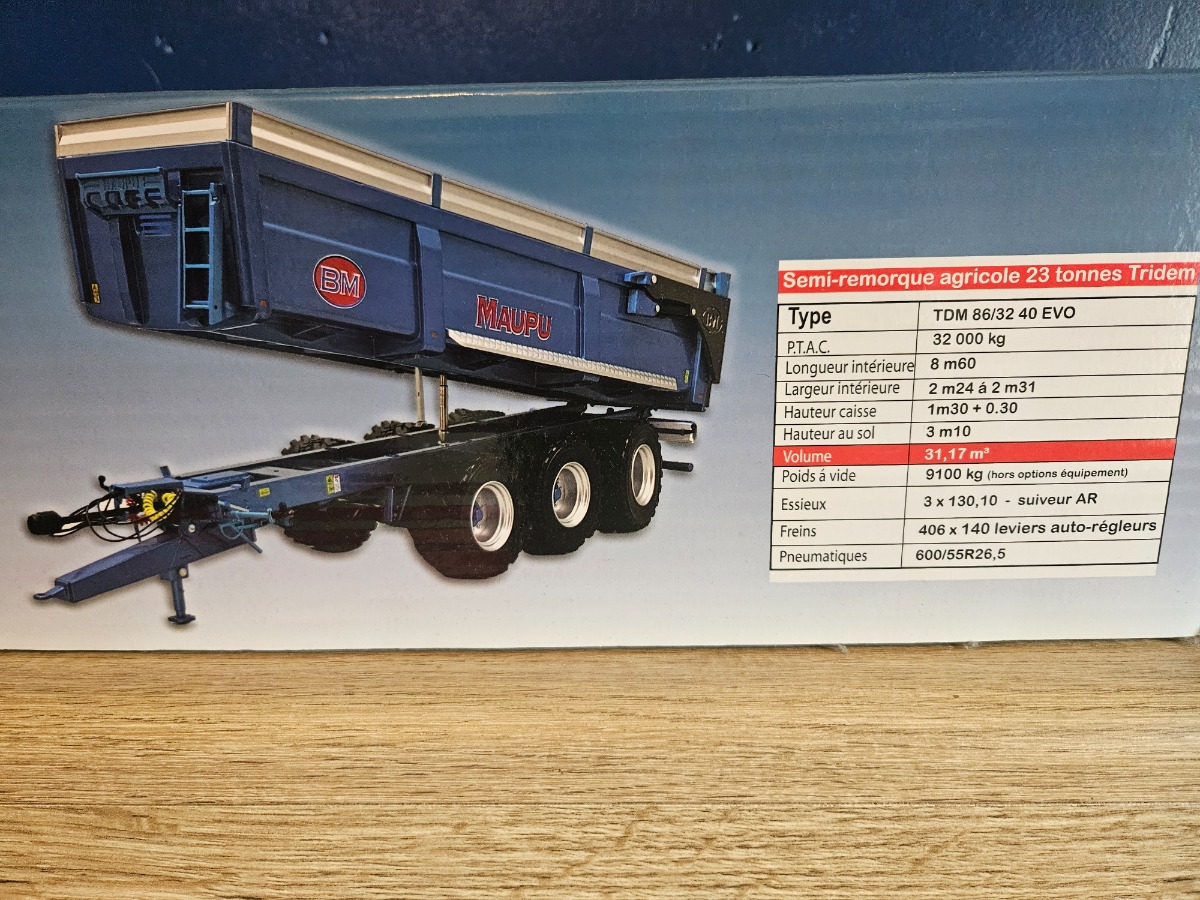 BM
MAUPU
BM
Semi-remorque agricole 23 tonnes Tridem
Type TDM 86/32 40 EVO
P.T.A.C. 32 000 kg
Longueur intérieure 8 m60
Largeur intérieure 2 m24 á 2 m31
Hauteur caisse 1m30 + 0.30
Hauteur au sol 3 m10
Volume 31,17 m³
Poids á vide 9100 kg (hors options équipement)
Essieux 3 x 130,10 - suiveur AR
Freins 406 x 140 leviers auto-régleurs
Pneumatiques 600/55R26,5